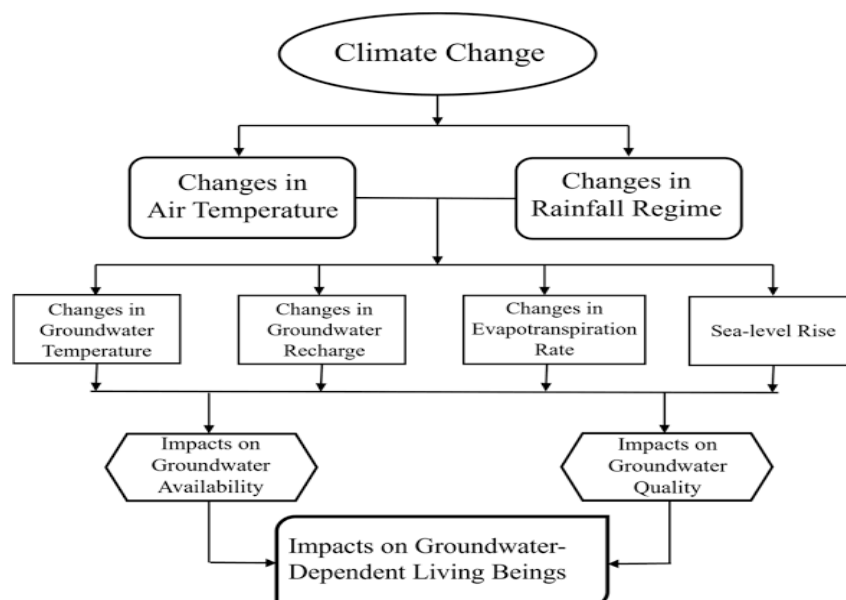 Climate Change
Changes in
Air Temperature
Changes in
Rainfall Regime
Changes in
Groundwater
Temperature
Changes in
Groundwater
Recharge
Changes in
Evapotranspiration
Rate
Sea-level Rise
Impacts on
Groundwater
Availability
Impacts on
Groundwater
Quality
Impacts on Groundwater-
Dependent Living Beings